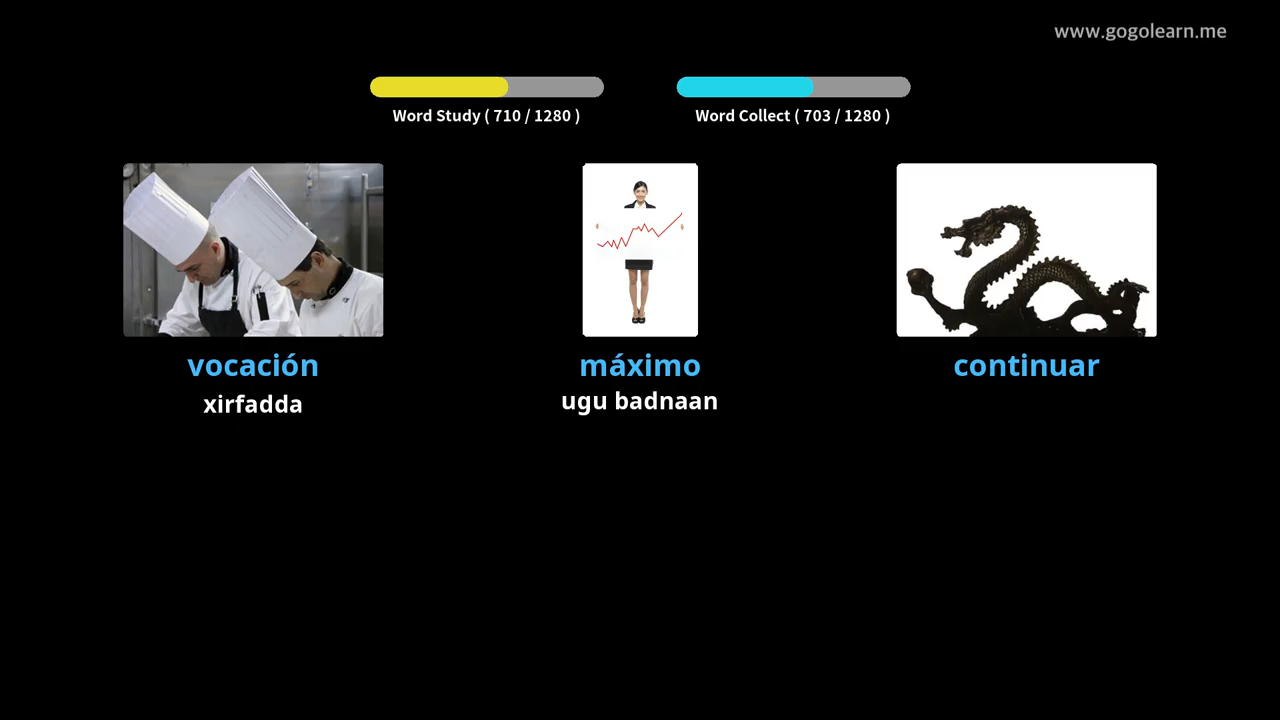 www.gogolearn.me
Word Study ( 710 / 1280 )
Word Collect ( 703 / 1280 )
vocación
máximo
continuar
xirfadda
ugu badnaan